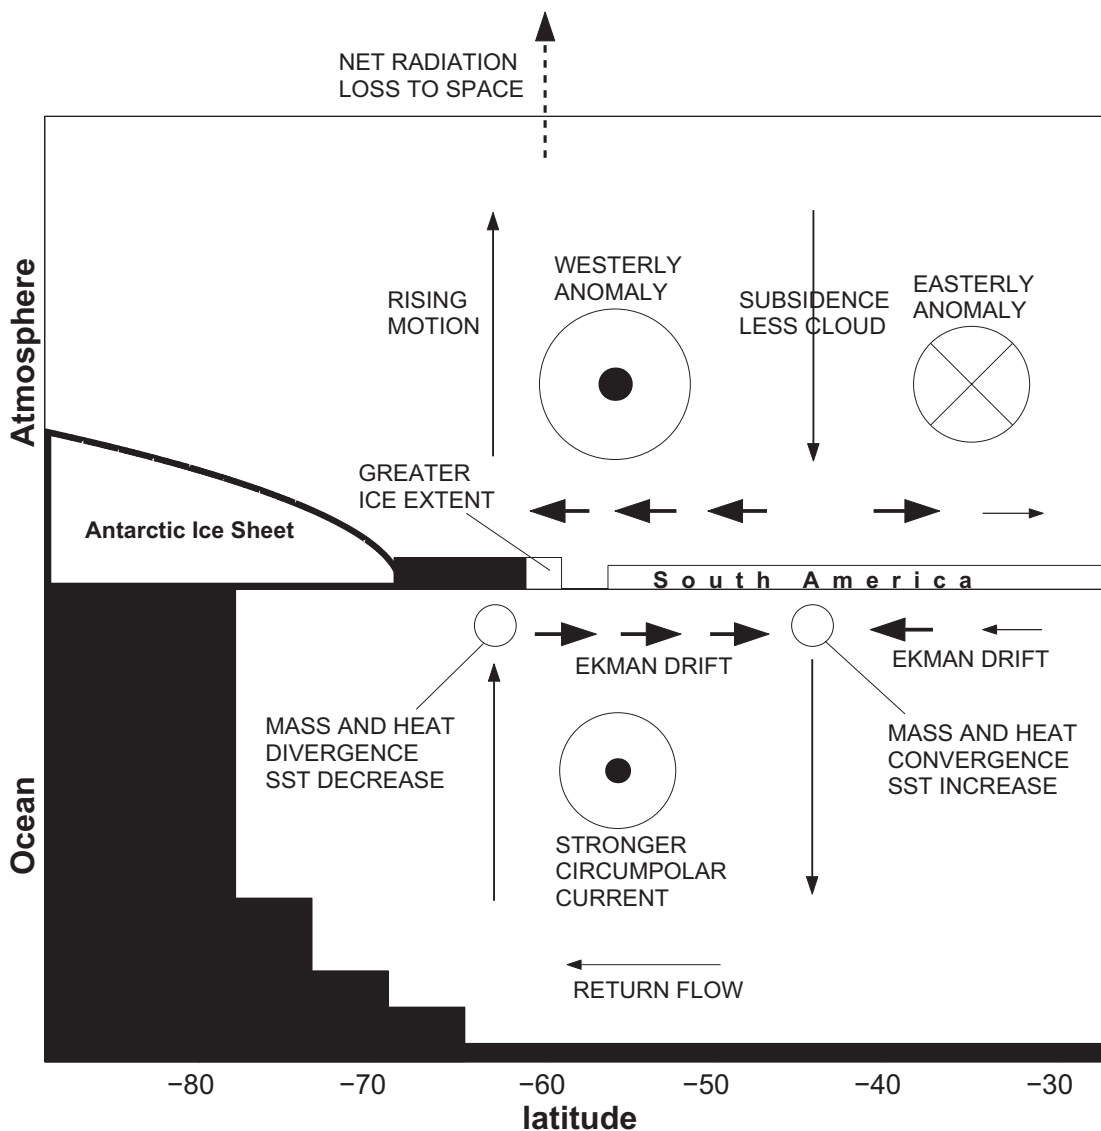 NET RADIATION
LOSS TO SPACE
Atmosphere
WESTERLY
ANOMALY
RISING
MOTION
SUBSIDENCE
LESS CLOUD
EASTERLY
ANOMALY
GREATER
ICE EXTENT
Antarctic Ice Sheet
South America
EKMAN DRIFT
EKMAN DRIFT
MASS AND HEAT
DIVERGENCE
SST DECREASE
MASS AND HEAT
CONVERGENCE
SST INCREASE
Ocean
STRONGER
CIRCUMPOLAR
CURRENT
RETURN FLOW
−80 −70 −60 −50 −40 −30
latitude